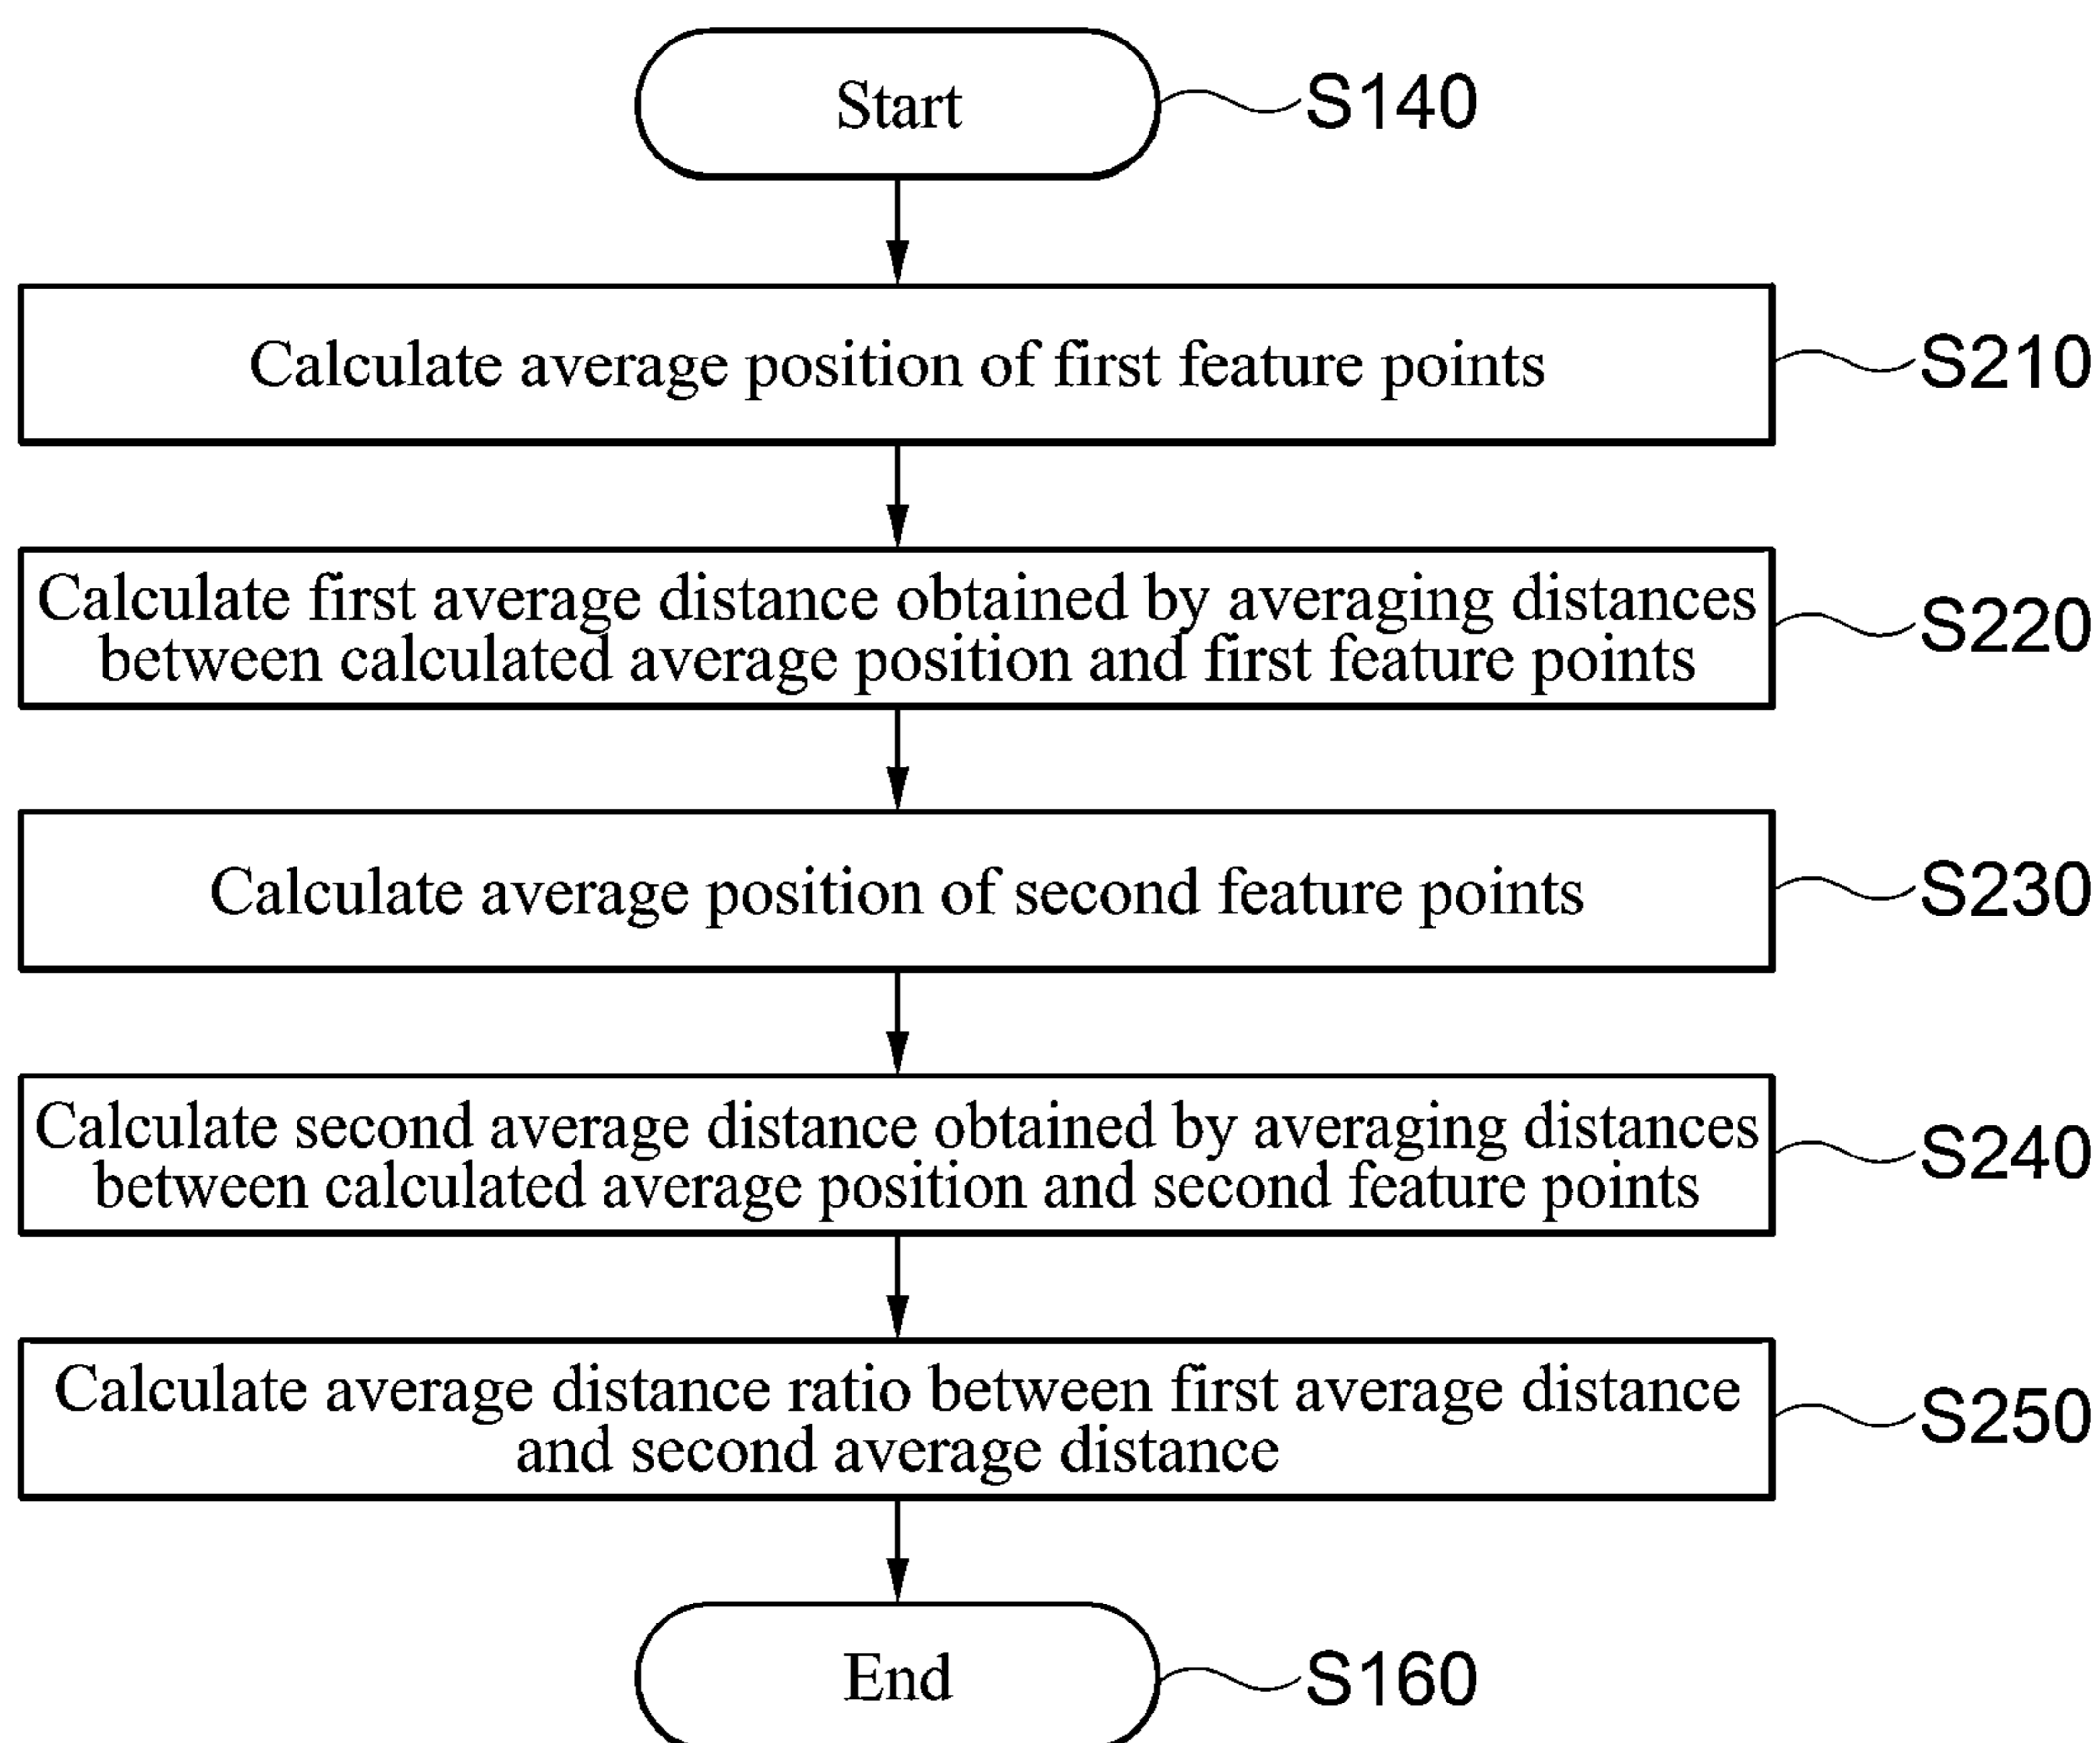 Start
S140
Calculate average position of first feature points
S210
Calculate first average distance obtained by averaging distances
between calculated average position and first feature points
S220
Calculate average position of second feature points
S230
Calculate second average distance obtained by averaging distances
between calculated average position and second feature points
S240
Calculate average distance ratio between first average distance
and second average distance
S250
End
S160